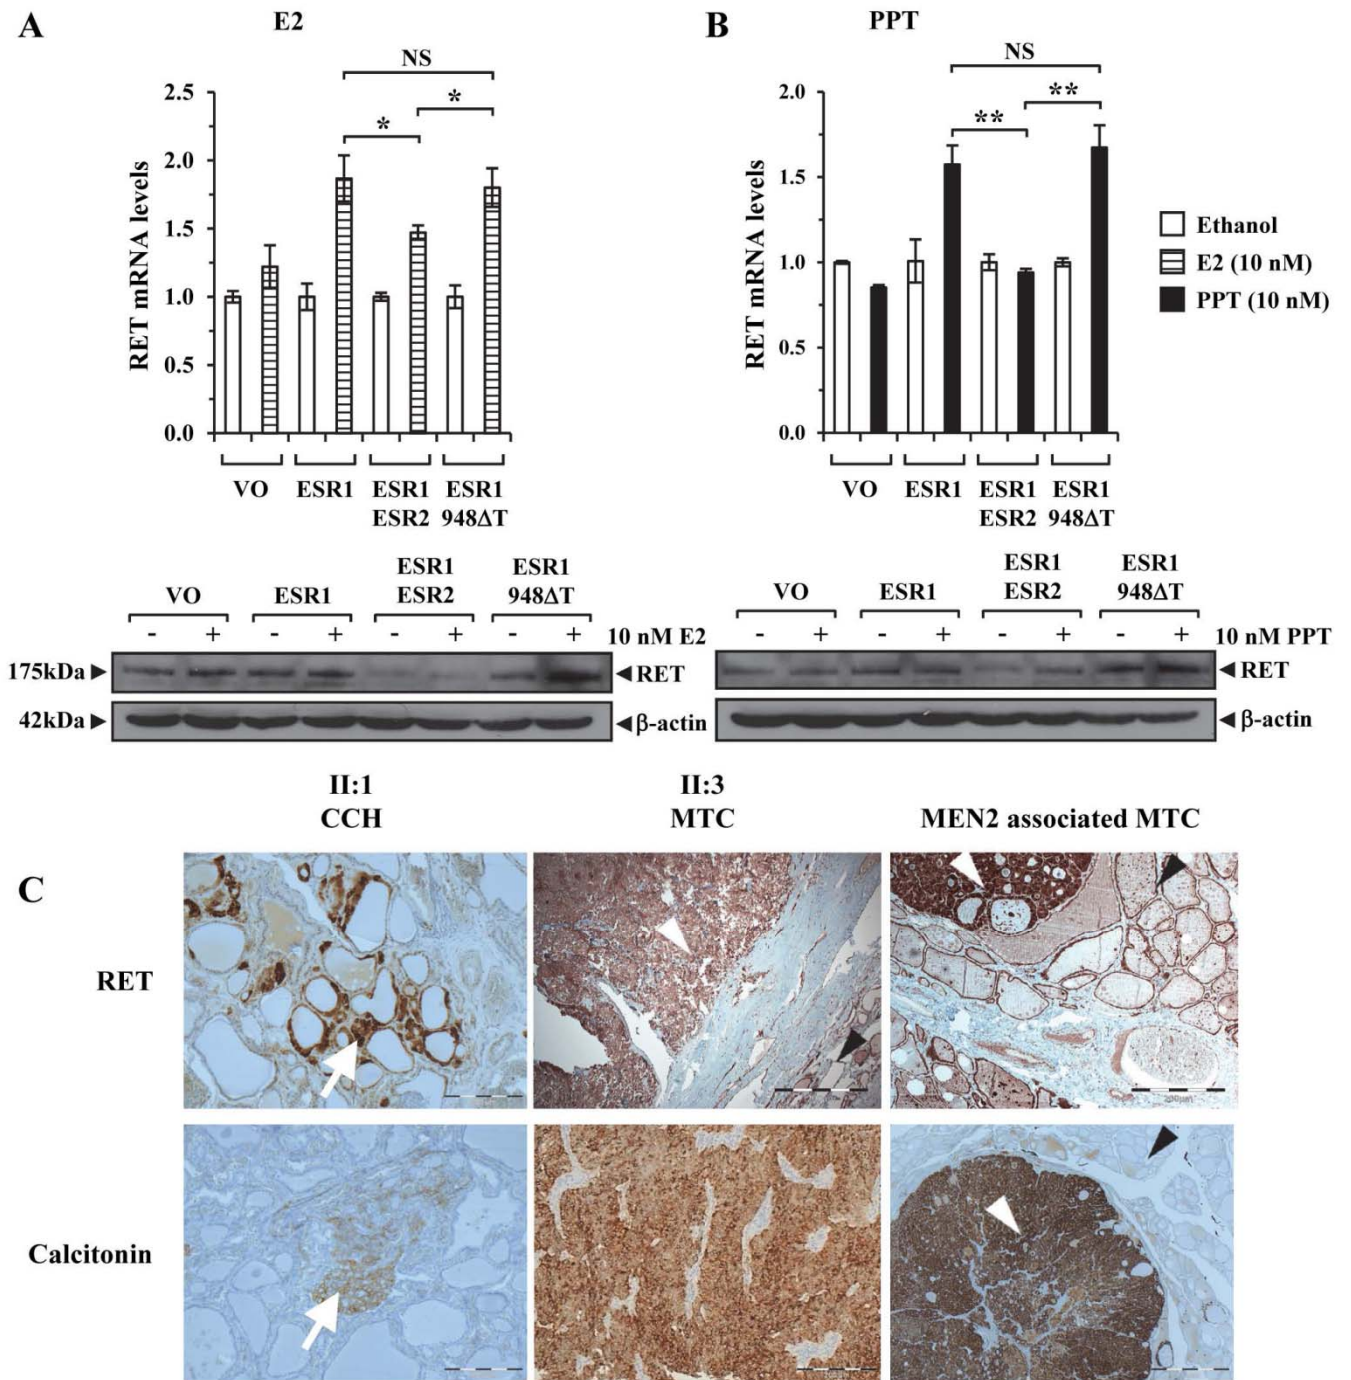 A
E2
NS
*
*
2.5
2.0
1.5
1.0
0.5
0.0
RET mRNA levels
VO ESR1 ESR1 ESR1
ESR2 948ΔT
B
PPT
NS
**
**
2.0
1.5
1.0
0.5
0.0
RET mRNA levels
VO ESR1 ESR1 ESR1
ESR2 948ΔT
Ethanol
E2 (10 nM)
PPT (10 nM)
VO ESR1 ESR1 ESR1
ESR2 948ΔT
- + - + - + - + 10 nM E2
175kDa RET
42kDa β-actin
VO ESR1 ESR1 ESR1
ESR2 948ΔT
- + - + - + - + 10 nM PPT
RET
β-actin
C
II:1 II:3
CCH MTC MEN2 associated MTC
RET
Calcitonin